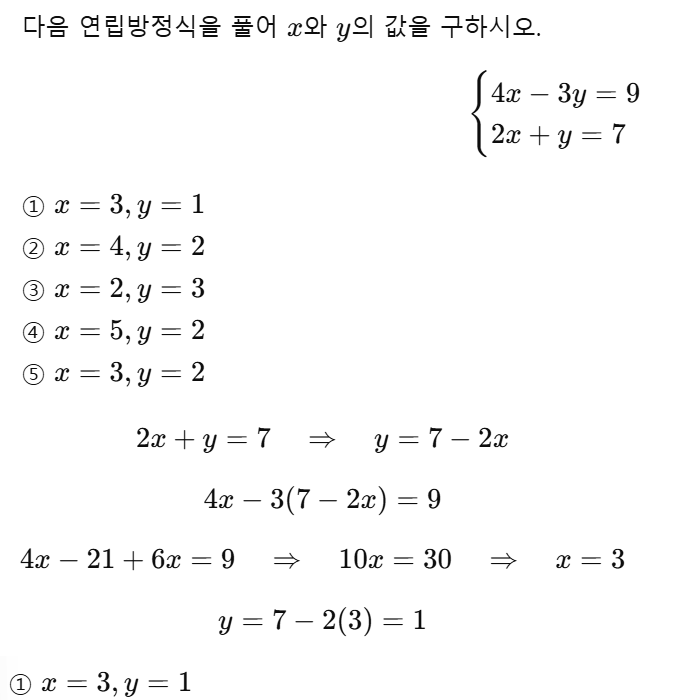 다음 연립방정식을 풀어 x와 y의 값을 구하시오.
{4x − 3y = 9
2x + y = 7
① x = 3, y = 1
② x = 4, y = 2
③ x = 2, y = 3
④ x = 5, y = 2
⑤ x = 3, y = 2
2x + y = 7 ⇒ y = 7 − 2x
4x − 3(7 − 2x) = 9
4x − 21 + 6x = 9 ⇒ 10x = 30 ⇒ x = 3
y = 7 − 2(3) = 1
① x = 3, y = 1